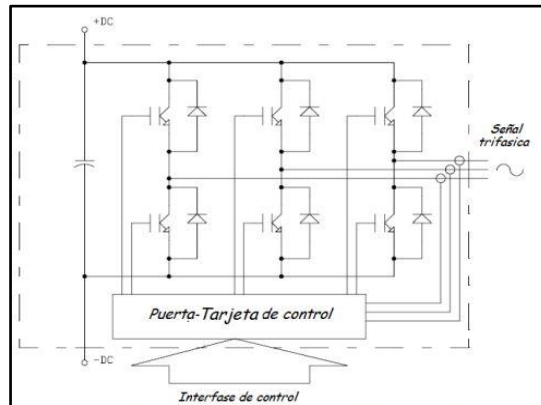 +DC
Señal
trifasica
Puerta-Tarjeta de control
-DC
Interfase de control